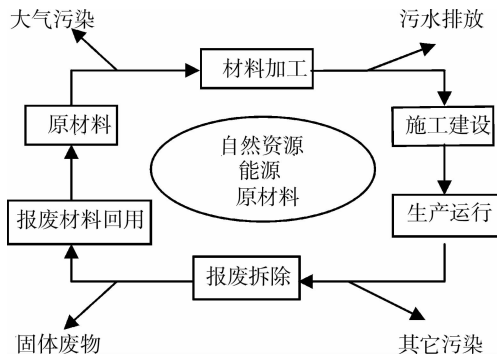 大气污染
污水排放
材料加工
原材料
施工建设
自然资源
能源
原材料
报废材料回用
生产运行
报废拆除
固体废物
其它污染